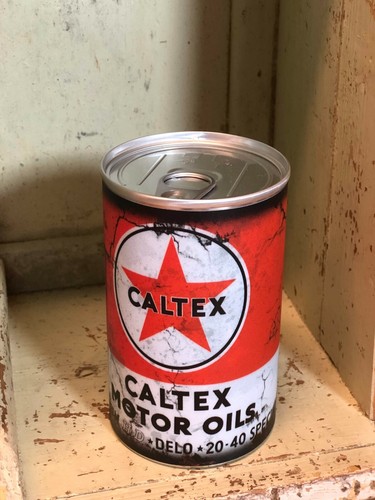 CALTEX
CALTEX
MOTOR OILS
★DELO★20-40 SPEC